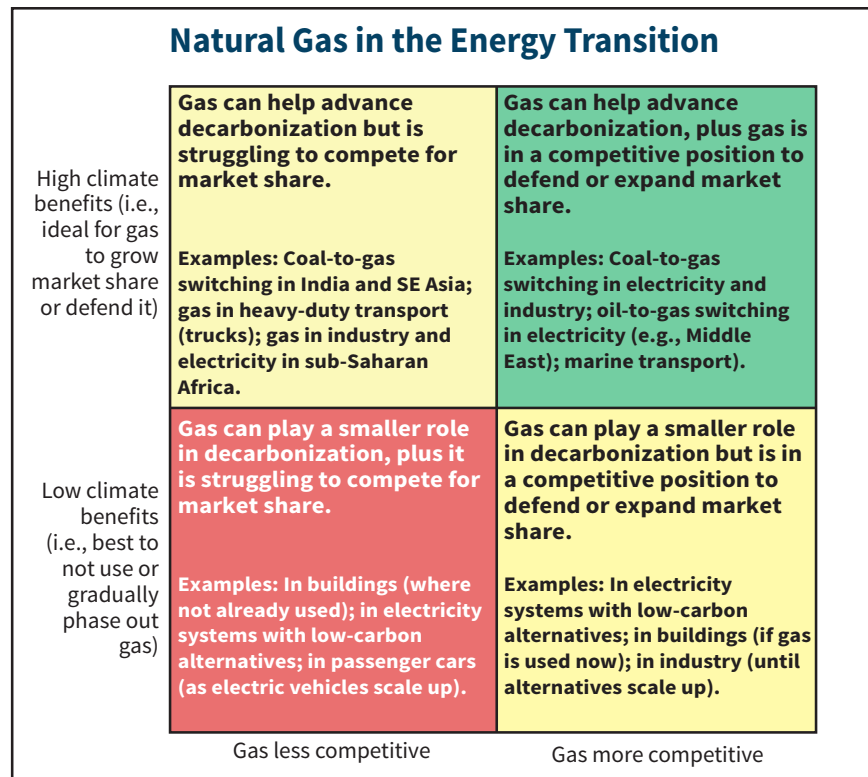 Natural Gas in the Energy Transition
High climate
benefits (i.e.,
ideal for gas
to grow
market share
or defend it)
Gas can help advance
decarbonization but is
struggling to compete for
market share.
Examples: Coal-to-gas
switching in India and SE Asia;
gas in heavy-duty transport
(trucks); gas in industry and
electricity in sub-Saharan
Africa.
Gas can help advance
decarbonization, plus gas is
in a competitive position to
defend or expand market
share.
Examples: Coal-to-gas
switching in electricity and
industry; oil-to-gas switching
in electricity (e.g., Middle
East); marine transport).
Low climate
benefits
(i.e., best to
not use or
gradually
phase out
gas)
Gas can play a smaller role
in decarbonization, plus it
is struggling to compete for
market share.
Examples: In buildings (where
not already used); in electricity
systems with low-carbon
alternatives; in passenger cars
(as electric vehicles scale up).
Gas can play a smaller role
in decarbonization but is in
a competitive position to
defend or expand market
share.
Examples: In electricity
systems with low-carbon
alternatives; in buildings (if gas
is used now); in industry (until
alternatives scale up).
Gas less competitive
Gas more competitive